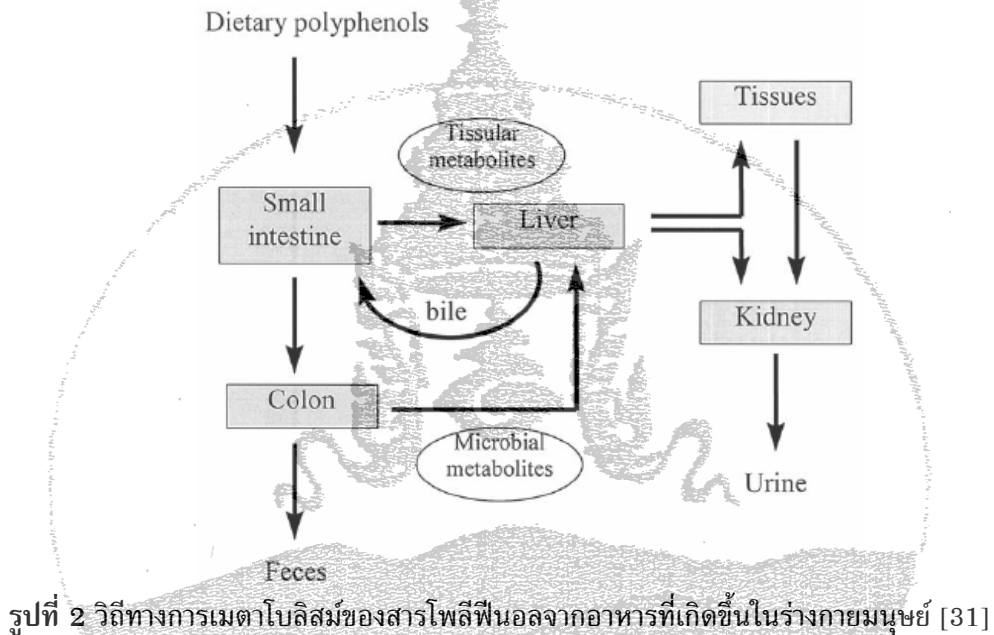 Dietary polyphenols
Tissues
Tissular
metabolites
Small
intestine
Liver
bile
Kidney
Colon
Microbial
metabolites
Urine
Feces
รูปที่ 2 วิถีทางการเมตาโบลิสม์ของสารโพลีฟีนอลจากอาหารที่เกิดขึ้นในร่างกายมนุษย์ [31]